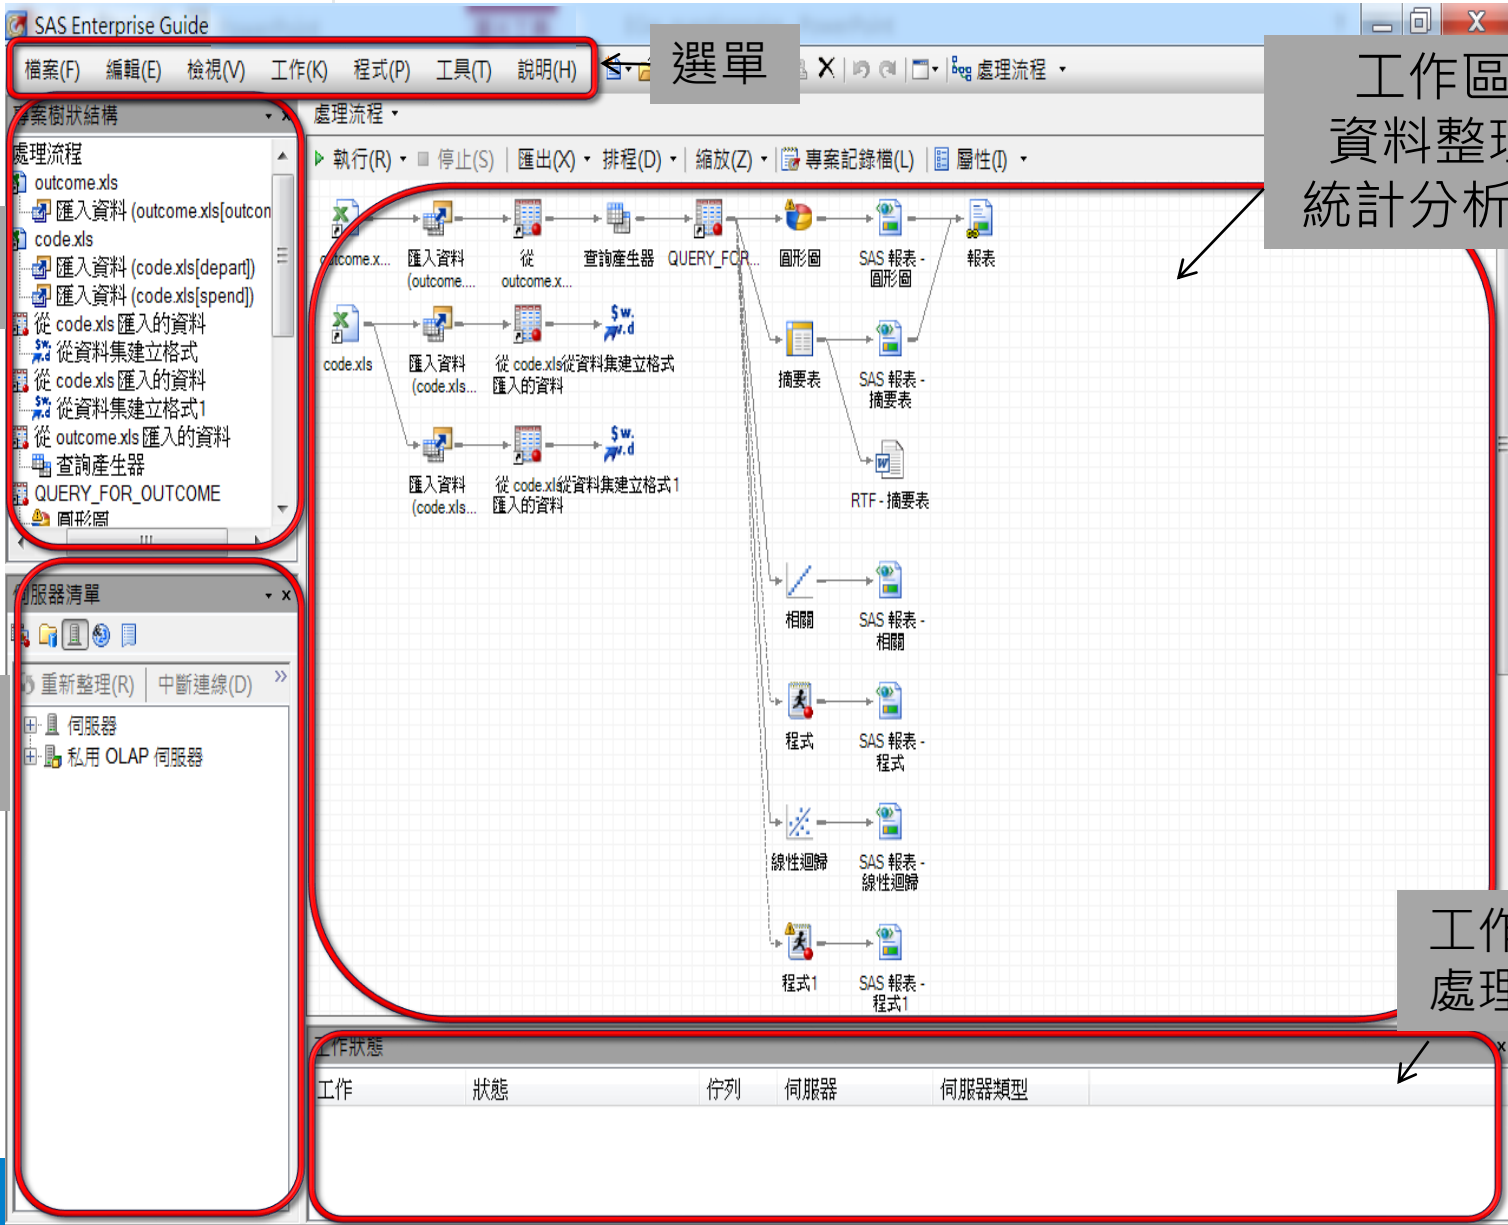 SAS Enterprise Guide
檔案(F) 編輯(E) 檢視(V) 工作(K) 程式(P) 工具(T) 說明(H)
選單
處理流程
工作區
資料整理
統計分析
專案樹狀結構
處理流程
outcome.xls
匯入資料 (outcome.xls[outcon
code.xls
匯入資料 (code.xls[depart])
匯入資料 (code.xls[spend])
從 code.xls 匯入的資料
從資料集建立格式
從 code.xls 匯入的資料
從資料集建立格式1
從 outcome.xls 匯入的資料
查詢產生器
QUERY_FOR_OUTCOME
圓形圖
伺服器清單
重新整理(R) 中斷連線(D)
伺服器
私用 OLAP 伺服器
處理流程
執行(R) 停止(S) 匯出(X) 排程(D) 縮放(Z) 專案記錄檔(L) 屬性(I)
outcome.x...
匯入資料
(outcome....
從
outcome.x...
查詢產生器
QUERY_FOR...
圓形圖
SAS 報表 -
圓形圖
報表
code.xls
匯入資料
(code.xls...
從 code.xls
匯入的資料
從資料集建立格式
摘要表
SAS 報表 -
摘要表
匯入資料
(code.xls...
從 code.xls
匯入的資料
從資料集建立格式1
RTF - 摘要表
相關
SAS 報表 -
相關
程式
SAS 報表 -
程式
線性迴歸
SAS 報表 -
線性迴歸
程式1
SAS 報表 -
程式1
工作
處理
工作狀態
工作 狀態 佇列 伺服器 伺服器類型